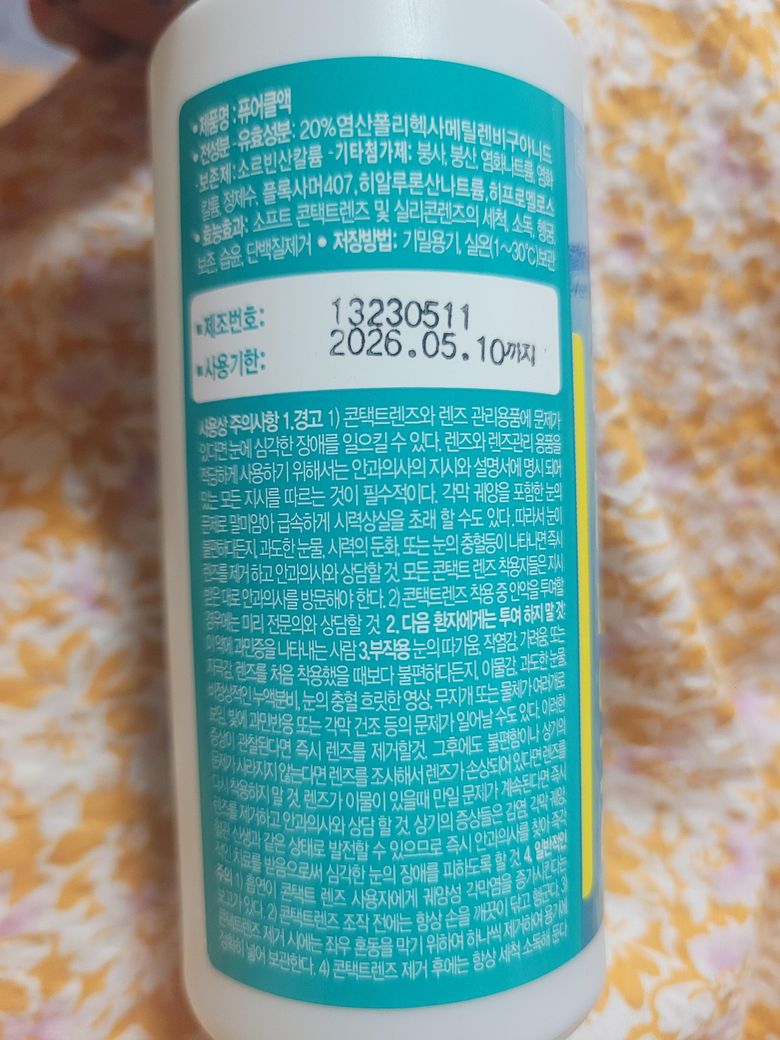 • 제품명 : 퓨어클액
• 전성분 -유효성분: 20%염산폴리헥사메틸렌비구아니드
-보존제: 소르빈산칼륨 -기타첨가제: 붕사, 붕산, 염화나트륨, 염화
칼륨, 정제수, 플록사머407, 히알루론산나트륨, 히프로멜로스
• 효능효과: 소프트 콘택트렌즈 및 실리콘렌즈의 세척, 소독, 헹굼,
보존, 습윤, 단백질제거 • 저장방법: 기밀용기, 실온(1~30℃)보관
■제조번호: 13230511
■사용기한: 2026.05.10까지
사용상 주의사항 1.경고 1) 콘택트렌즈와 렌즈 관리용품에 문제가
있다면 눈에 심각한 장애를 일으킬 수 있다. 렌즈와 렌즈관리 용품을
적등하게 사용하기 위해서는 안과의사의 지시와 설명서에 명시 되어
있는 모든 지시를 따르는 것이 필수적이다. 각막 궤양을 포함한 눈의
문제로 말미암아 급속하게 시력상실을 초래 할 수도 있다. 따라서 눈이
불편하다든지, 과도한 눈물, 시력의 둔화, 또는 눈의 충혈등이 나타나면 즉시
렌즈를 제거 하고 안과의사와 상담할 것. 모든 콘택트 렌즈 착용자들은 지시
받은 대로 안과의사를 방문해야 한다. 2) 콘택트렌즈 착용 중 안약을 투여할
경우에는 미리 전문의와 상담할 것 2. 다음 환자에게는 투여 하지 말 것
이 약에 과민증을 나타내는 사람 3.부작용 눈의 따가움, 작열감, 가려움 또는
자극감, 렌즈를 처음 착용했을 때보다 불편하다든지, 이물감, 과도한 눈물,
비정상적인 누액분비, 눈의 충혈 흐릿한 영상, 무지개 또는 물체가 여러개로
보임, 빛에 과민반응 또는 각막 건조 등의 문제가 일어날 수도 있다. 이러한
증상이 관찰된다면 즉시 렌즈를 제거할것. 그후에도 불편함이나 상기의
문제가 사라지지 않는다면 렌즈를 조사해서 렌즈가 손상되어 있다면 렌즈를
다시 착용하지 말 것. 렌즈가 이물이 있을때 만일 문제가 계속된다면 즉시
렌즈를 제거하고 안과의사와 상담 할 것. 상기의 증상들은 감염, 각막 궤양,
혈관 신생과 같은 상태로 발전할 수 있으므로 즉시 안과의사를 찾아 즉각
적인 치료를 받음으로써 심각한 눈의 장애를 피하도록 할 것 4. 일반적인
주의 1) 흡연이 콘택트 렌즈 사용자에게 궤양성 각막염을 증가시킨다는
보고가 있다. 2) 콘택트렌즈 조작 전에는 항상 손을 깨끗이 닦고 헹군다. 3)
콘택트렌즈 제거 시에는 좌우 혼동을 막기 위하여 하나씩 제거하여 용기에
정확히 넣어 보관한다. 4) 콘택트렌즈 제거 후에는 항상 세척 소독해 둔다